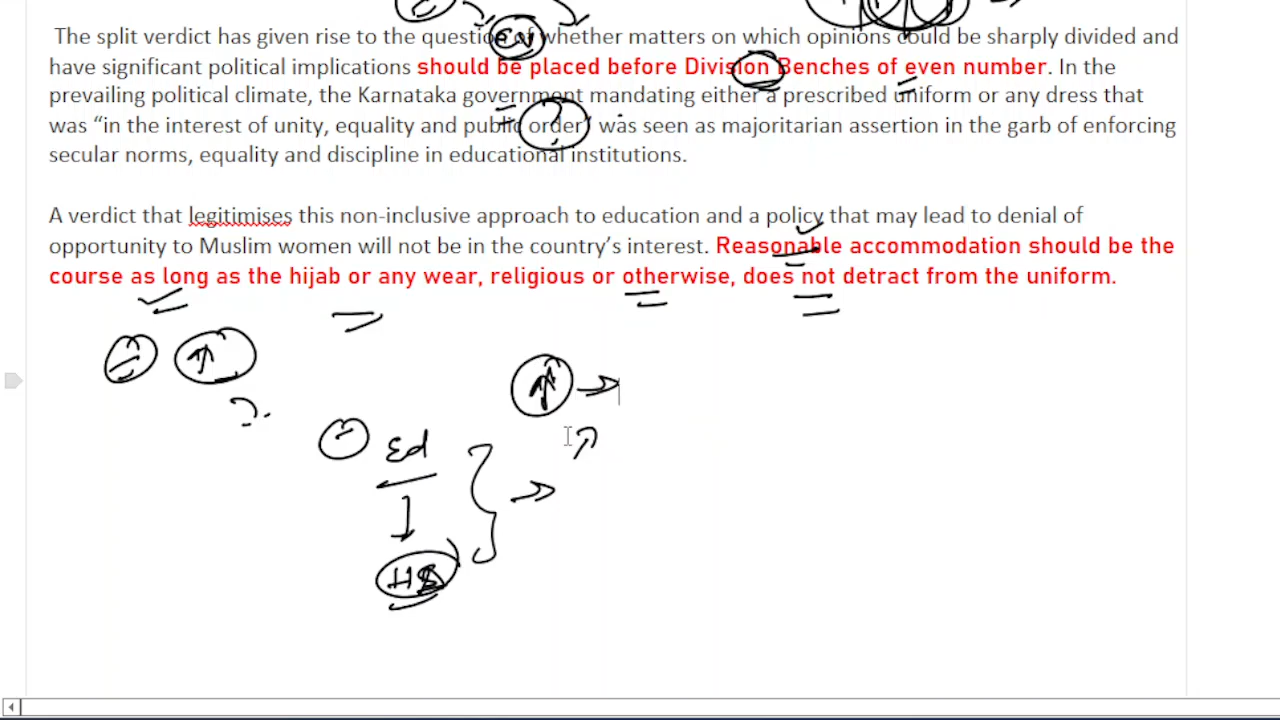 The split verdict has given rise to the question whether matters on which opinions could be sharply divided and
have significant political implications should be placed before Division Benches of even number. In the
prevailing political climate, the Karnataka government mandating either a prescribed uniform or any dress that
was “in the interest of unity, equality and public order” was seen as majoritarian assertion in the garb of enforcing
secular norms, equality and discipline in educational institutions.
A verdict that legitimises this non-inclusive approach to education and a policy that may lead to denial of
opportunity to Muslim women will not be in the country’s interest. Reasonable accommodation should be the
course as long as the hijab or any wear, religious or otherwise, does not detract from the uniform.
Ed